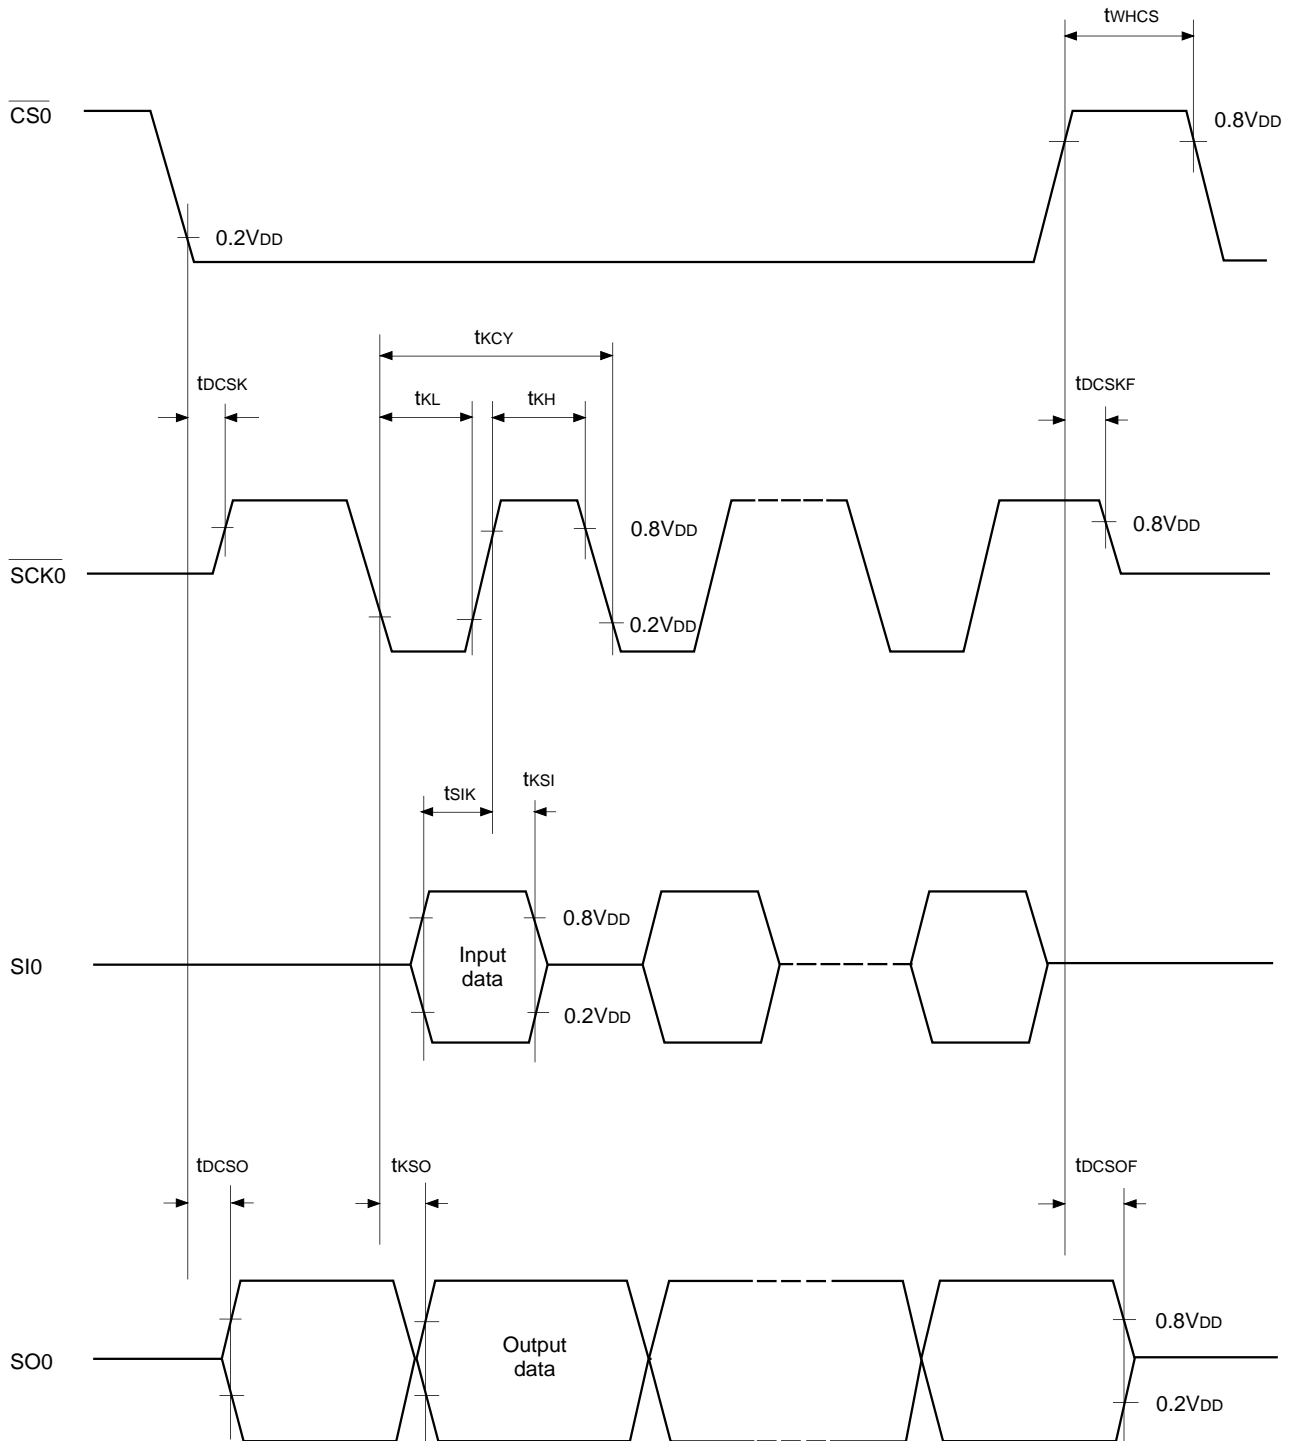 tWHCS
CS0
0.8VDD
0.2VDD
tKCY
tDCSK
tKL
tKH
tDCSKF
0.8VDD
0.8VDD
SCK0
0.2VDD
tSIK
tKSI
0.8VDD
Input
data
SI0
0.2VDD
tDCSO
tKSO
tDCSOF
0.8VDD
Output
data
SO0
0.2VDD